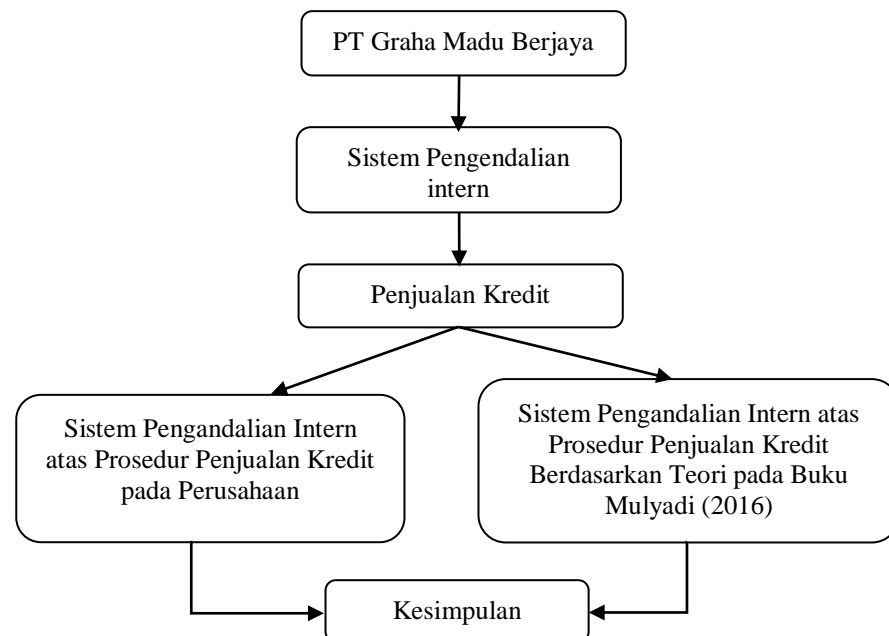 PT Graha Madu Berjaya
Sistem Pengendalian
intern
Penjualan Kredit
Sistem Pengandalian Intern
atas Prosedur Penjualan Kredit
pada Perusahaan
Sistem Pengandalian Intern atas
Prosedur Penjualan Kredit
Berdasarkan Teori pada Buku
Mulyadi (2016)
Kesimpulan